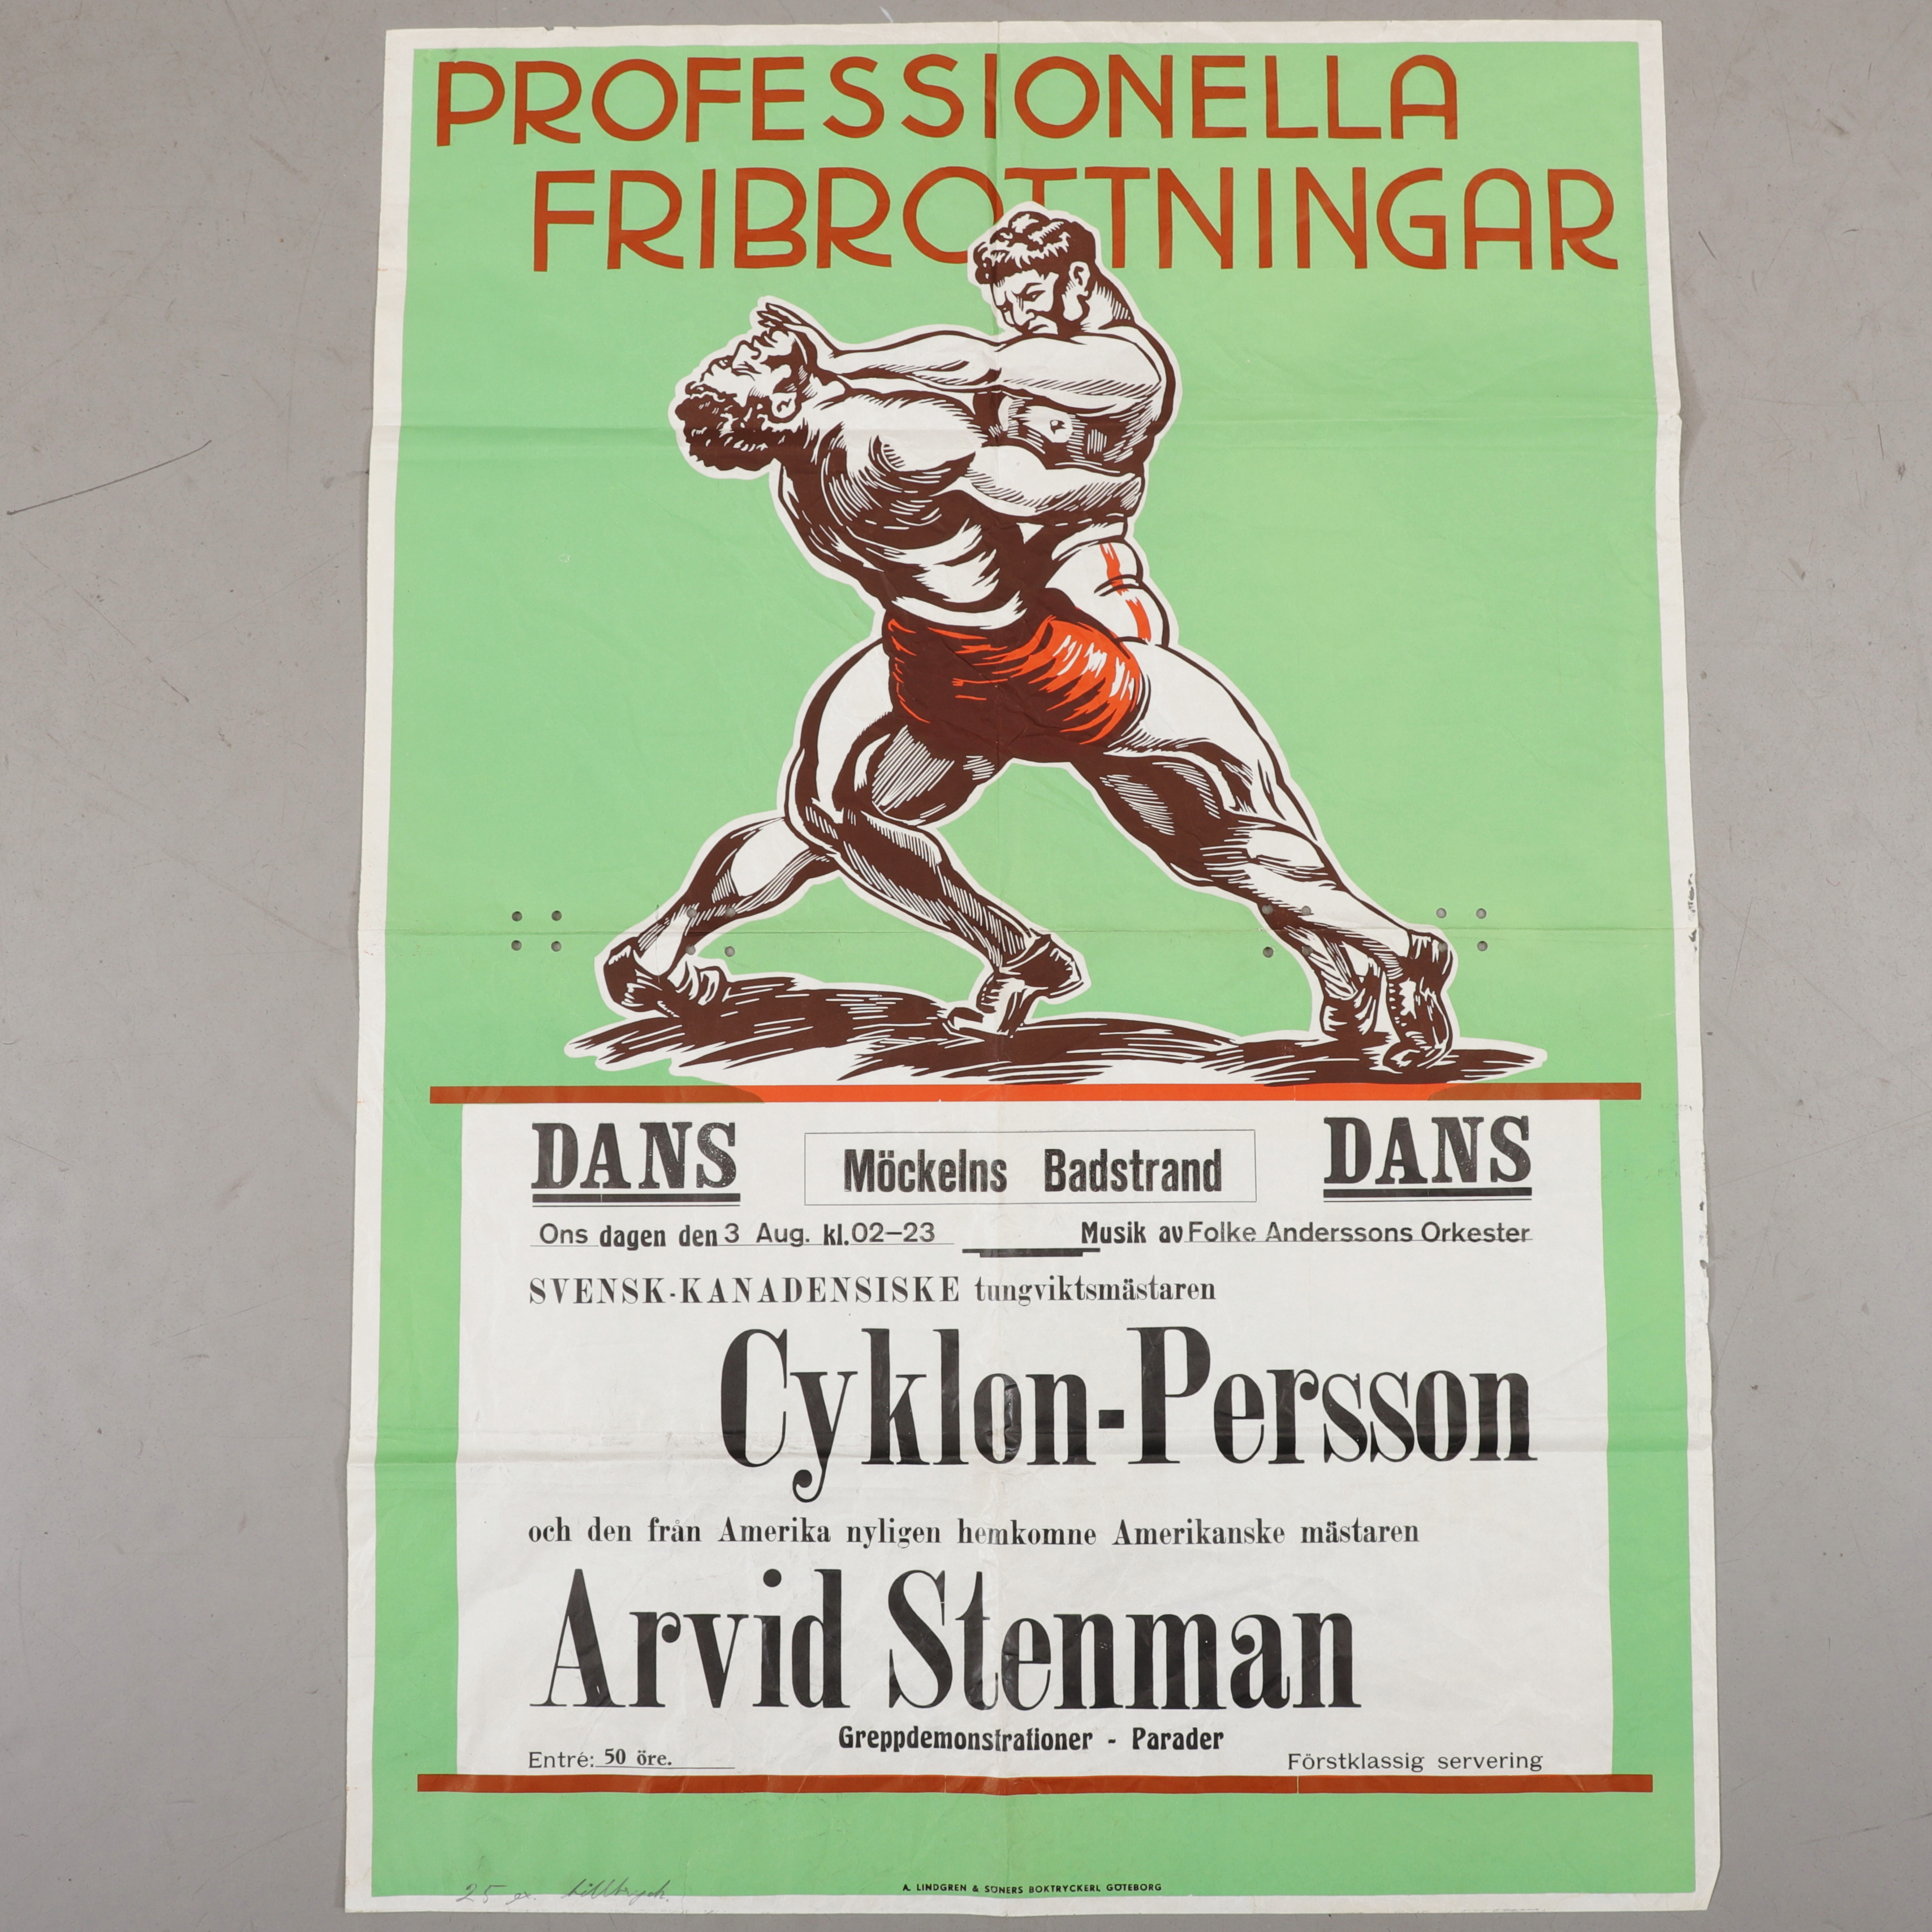 PROFESSIONELLA
FRIBROTTNINGAR
DANS Möckelns Badstrand DANS
Ons dagen den 3 Aug. kl. 02–23 Musik av Folke Anderssons Orkester
SVENSK-KANADENSISKE tungviktsmästaren
Cyklon-Persson
och den från Amerika nyligen hemkomne Amerikanske mästaren
Arvid Stenman
Greppdemonstrationer - Parader
Entré: 50 öre. Förstklassig servering
A. LINDGREN & SÖNERS BOKTRYCKERI, GÖTEBORG
25 ex.